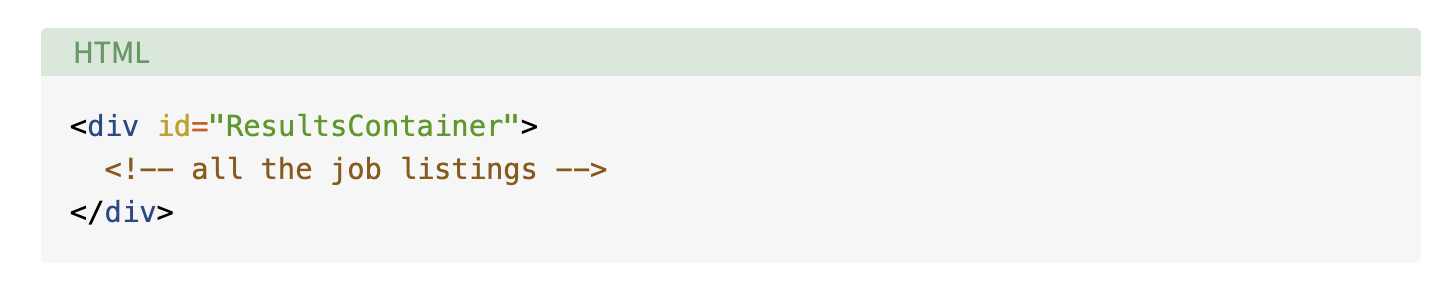 HTML
<div id="ResultsContainer">
  <!-- all the job listings -->
</div>